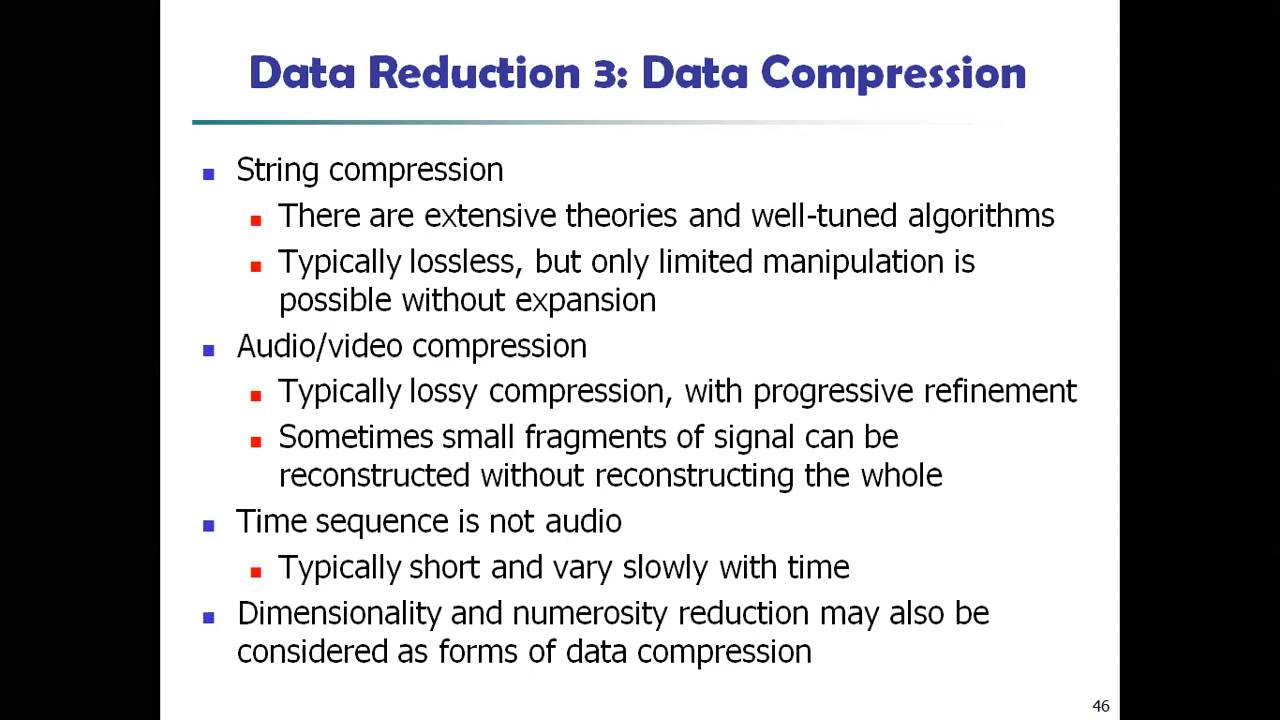 Data Reduction 3: Data Compression
String compression
There are extensive theories and well-tuned algorithms
Typically lossless, but only limited manipulation is
possible without expansion
Audio/video compression
Typically lossy compression, with progressive refinement
Sometimes small fragments of signal can be
reconstructed without reconstructing the whole
Time sequence is not audio
Typically short and vary slowly with time
Dimensionality and numerosity reduction may also be
considered as forms of data compression
46